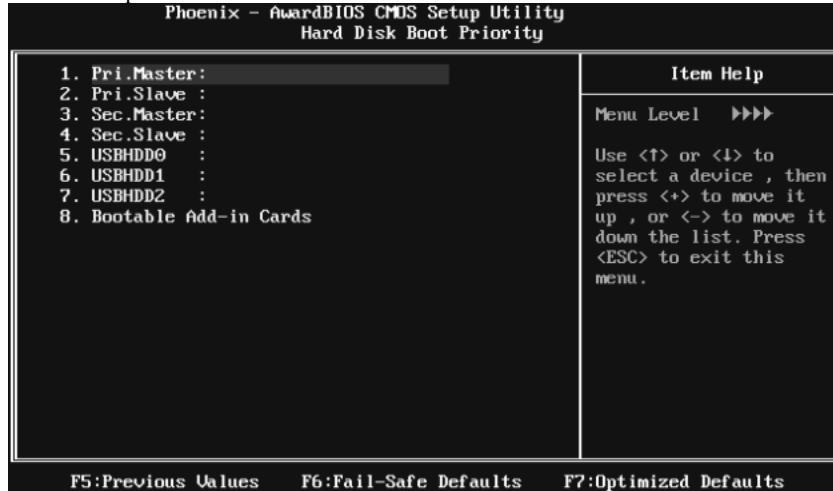 Phoenix - AwardBIOS CMOS Setup Utility
Hard Disk Boot Priority
1. Pri.Master:
2. Pri.Slave :
3. Sec.Master:
4. Sec.Slave :
5. USBHDD0 :
6. USBHDD1 :
7. USBHDD2 :
8. Bootable Add-in Cards
Item Help
Menu Level ▶▶▶▶
Use <↑> or <↓> to
select a device , then
press <+> to move it
up , or <-> to move it
down the list. Press
<ESC> to exit this
menu.
F5:Previous Values F6:Fail-Safe Defaults F7:Optimized Defaults